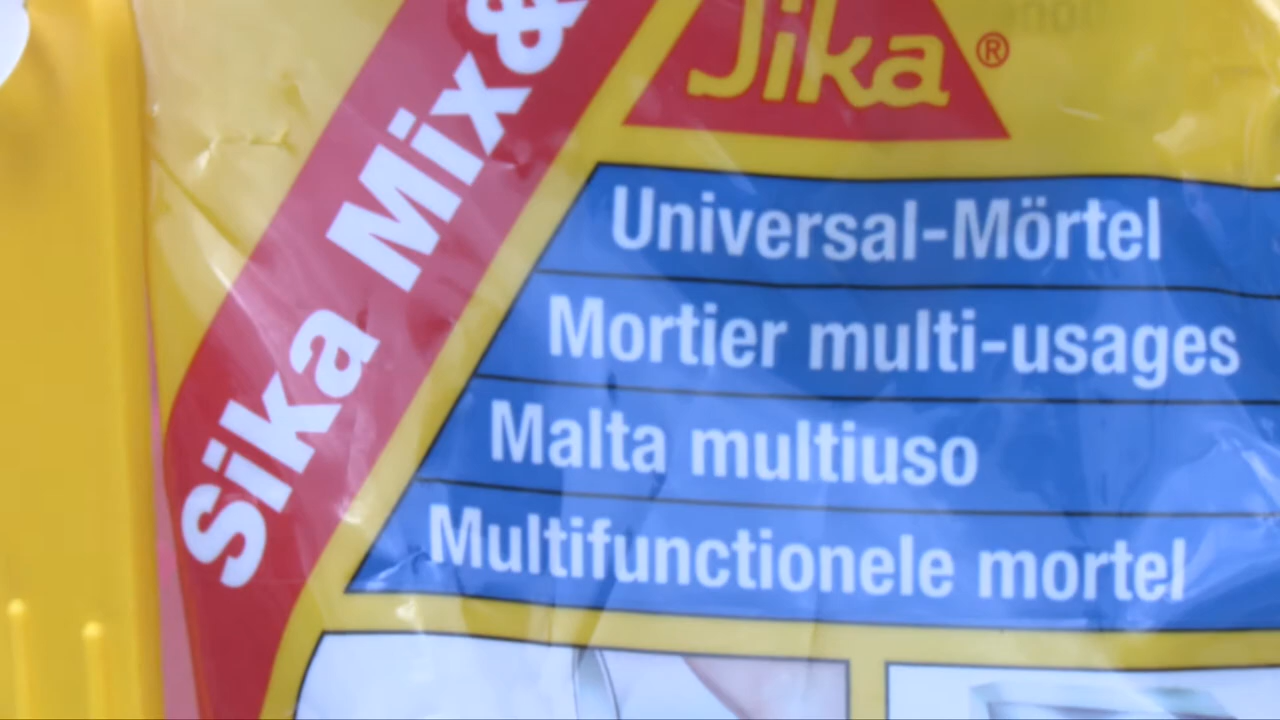 Sika Mix&
Sika®
Universal-Mörtel
Mortier multi-usages
Malta multiuso
Multifunctionele mortel